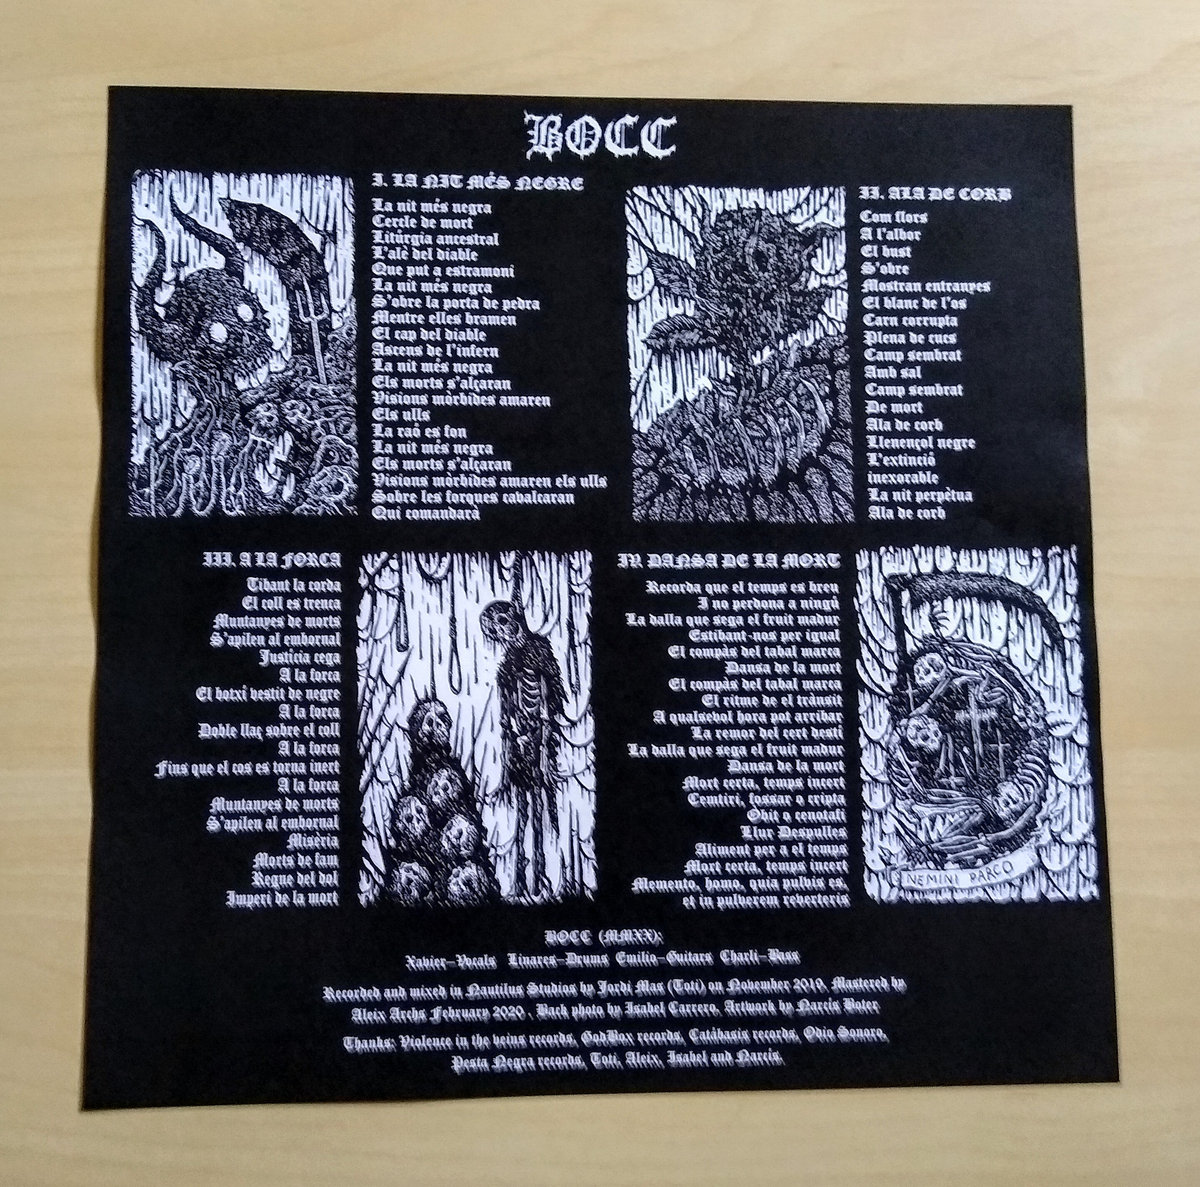 BOCC
I. LA NIT MÉS NEGRE
La nit més negra
Cercle de mort
Litúrgia ancestral
L'alè del diable
Que put a estramoni
La nit més negra
S'obre la porta de pedra
Mentre elles bramen
El cap del diable
Ascens de l'infern
La nit més negra
Els morts s'alçaran
Visions mòrbides amaren
Els ulls
La raó es fon
La nit més negra
Els morts s'alçaran
Visions mòrbides amaren els ulls
Sobre les forques cabalcaran
Qui comandarà
II. ALA DE CORB
Com flors
A l'albor
El bust
S'obre
Mostran entranyes
El blanc de l'os
Carn corrupta
Plena de cucs
Camp sembrat
Amb sal
Camp sembrat
De mort
Ala de corb
Llenençol negre
L'extinció
inexorable
La nit perpètua
Ala de corb
III. A LA FORCA
Tibant la corda
El coll es trenca
Muntanyes de morts
S'apilen al embornal
Justícia cega
A la forca
El botxí vestit de negre
A la forca
Doble llaç sobre el coll
A la forca
Fins que el cos es torna inert
A la forca
Muntanyes de morts
S'apilen al embornal
Misèria
Morts de fam
Regne del dol
Imperi de la mort
IV. DANSA DE LA MORT
Recorda que el temps es breu
I no perdona a ningú
La dalla que sega el fruit madur
Estibant-nos per igual
El compàs del tabal marca
Dansa de la mort
El compàs del tabal marca
El ritme de el trànsit
A qualsevol hora pot arribar
La remor del cert destí
La dalla que sega el fruit madur
Dansa de la mort
Mort certa, temps incert
Cemtiri, fossar o cripta
Obit o cenotafi
Llur Despulles
Aliment per a el temps
Mort certa, temps incert
Memento, homo, quia pulvis es,
et in pulverem reverteris
NEMINI PARCO
BOCC (MMXX):
Xavier-Vocals Linares-Drums Emilio-Guitars Charli-Bass
Recorded and mixed in Nautilus Studios by Jordi Mas (Toti) on November 2019. Mastered by
Aleix Archs February 2020 . Back photo by Isabel Carrero. Artwork by Narcís Boter
Thanks: Violence in the veins records, GodBox records, Catábasis records, Odio Sonoro,
Pesta Negra records, Toti, Aleix, Isabel and Narcís.